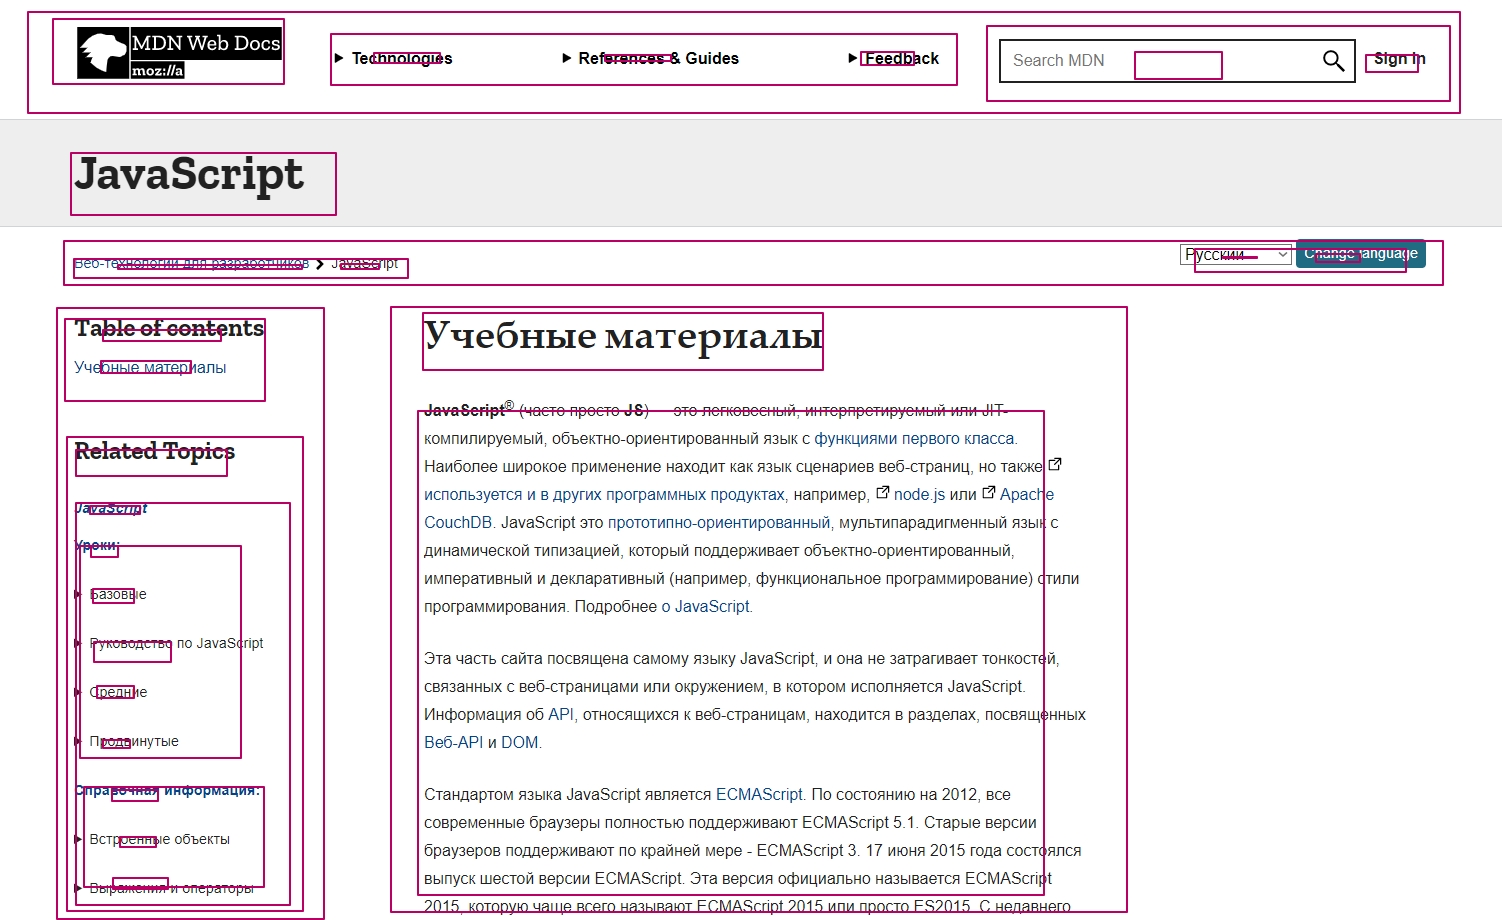 MDN Web Docs
moz://a
Technologies
References & Guides
Feedback
Search MDN
Sign In
JavaScript
Веб-технологии для разработчиков
JavaScript
Русский
Change language
Table of contents
Учебные материалы
Related Topics
JavaScript
Уроки:
Базовые
Руководство по JavaScript
Средние
Продвинутые
Справочная информация:
Встроенные объекты
Выражения и операторы
Учебные материалы
JavaScript® (часто просто JS) — это легковесный, интерпретируемый или JIT-
компилируемый, объектно-ориентированный язык с функциями первого класса.
Наиболее широкое применение находит как язык сценариев веб-страниц, но также
используется и в других программных продуктах, например, node.js или Apache
CouchDB. JavaScript это прототипно-ориентированный, мультипарадигменный язык с
динамической типизацией, который поддерживает объектно-ориентированный,
императивный и декларативный (например, функциональное программирование) стили
программирования. Подробнее о JavaScript.
Эта часть сайта посвящена самому языку JavaScript, и она не затрагивает тонкостей,
связанных с веб-страницами или окружением, в котором исполняется JavaScript.
Информация об API, относящихся к веб-страницам, находится в разделах, посвященных
Веб-API и DOM.
Стандартом языка JavaScript является ECMAScript. По состоянию на 2012, все
современные браузеры полностью поддерживают ECMAScript 5.1. Старые версии
браузеров поддерживают по крайней мере - ECMAScript 3. 17 июня 2015 года состоялся
выпуск шестой версии ECMAScript. Эта версия официально называется ECMAScript
2015, которую чаще всего называют ECMAScript 2015 или просто ES2015. С недавнего